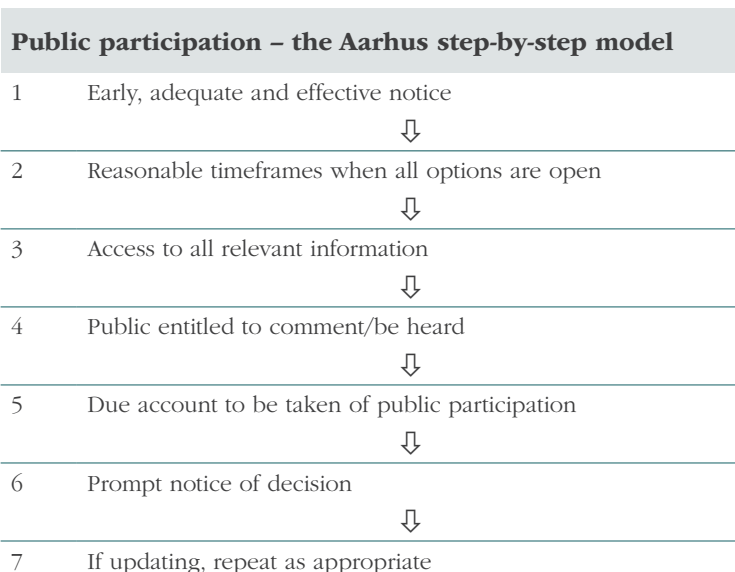 Public participation – the Aarhus step-by-step model
1 Early, adequate and effective notice
⇩
2 Reasonable timeframes when all options are open
⇩
3 Access to all relevant information
⇩
4 Public entitled to comment/be heard
⇩
5 Due account to be taken of public participation
⇩
6 Prompt notice of decision
⇩
7 If updating, repeat as appropriate